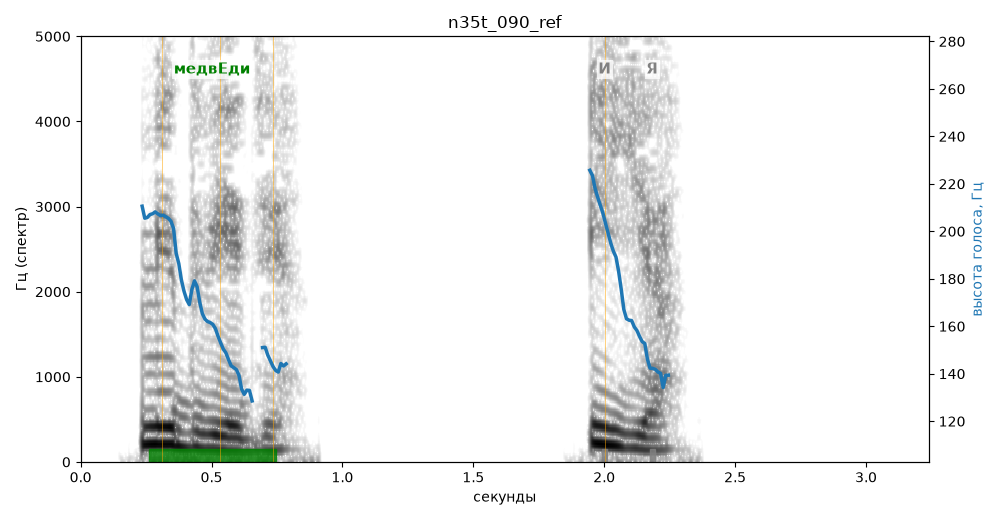 n35t_090_ref
5000
4000
3000
2000
1000
0
Гц (спектр)
медвЕди
И
Я
280
260
240
220
200
180
160
140
120
высота голоса, Гц
0.0 0.5 1.0 1.5 2.0 2.5 3.0
секунды